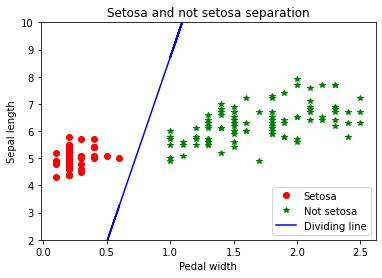 Setosa and not setosa separation
10
9
8
7
6
5
4
3
2
Sepal length
0.0 0.5 1.0 1.5 2.0 2.5
Pedal width
Setosa
Not setosa
Dividing line